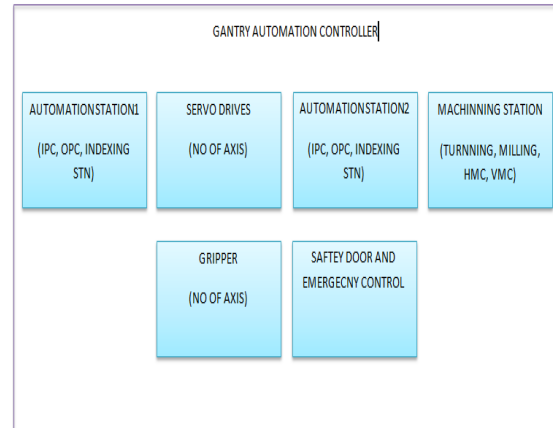 GANTRY AUTOMATION CONTROLLER
AUTOMATIONSTATION1
(IPC, OPC, INDEXING
STN)
SERVO DRIVES
(NO OF AXIS)
AUTOMATIONSTATION2
(IPC, OPC, INDEXING
STN)
MACHINNING STATION
(TURNNING, MILLING,
HMC, VMC)
GRIPPER
(NO OF AXIS)
SAFTEY DOOR AND
EMERGECNY CONTROL